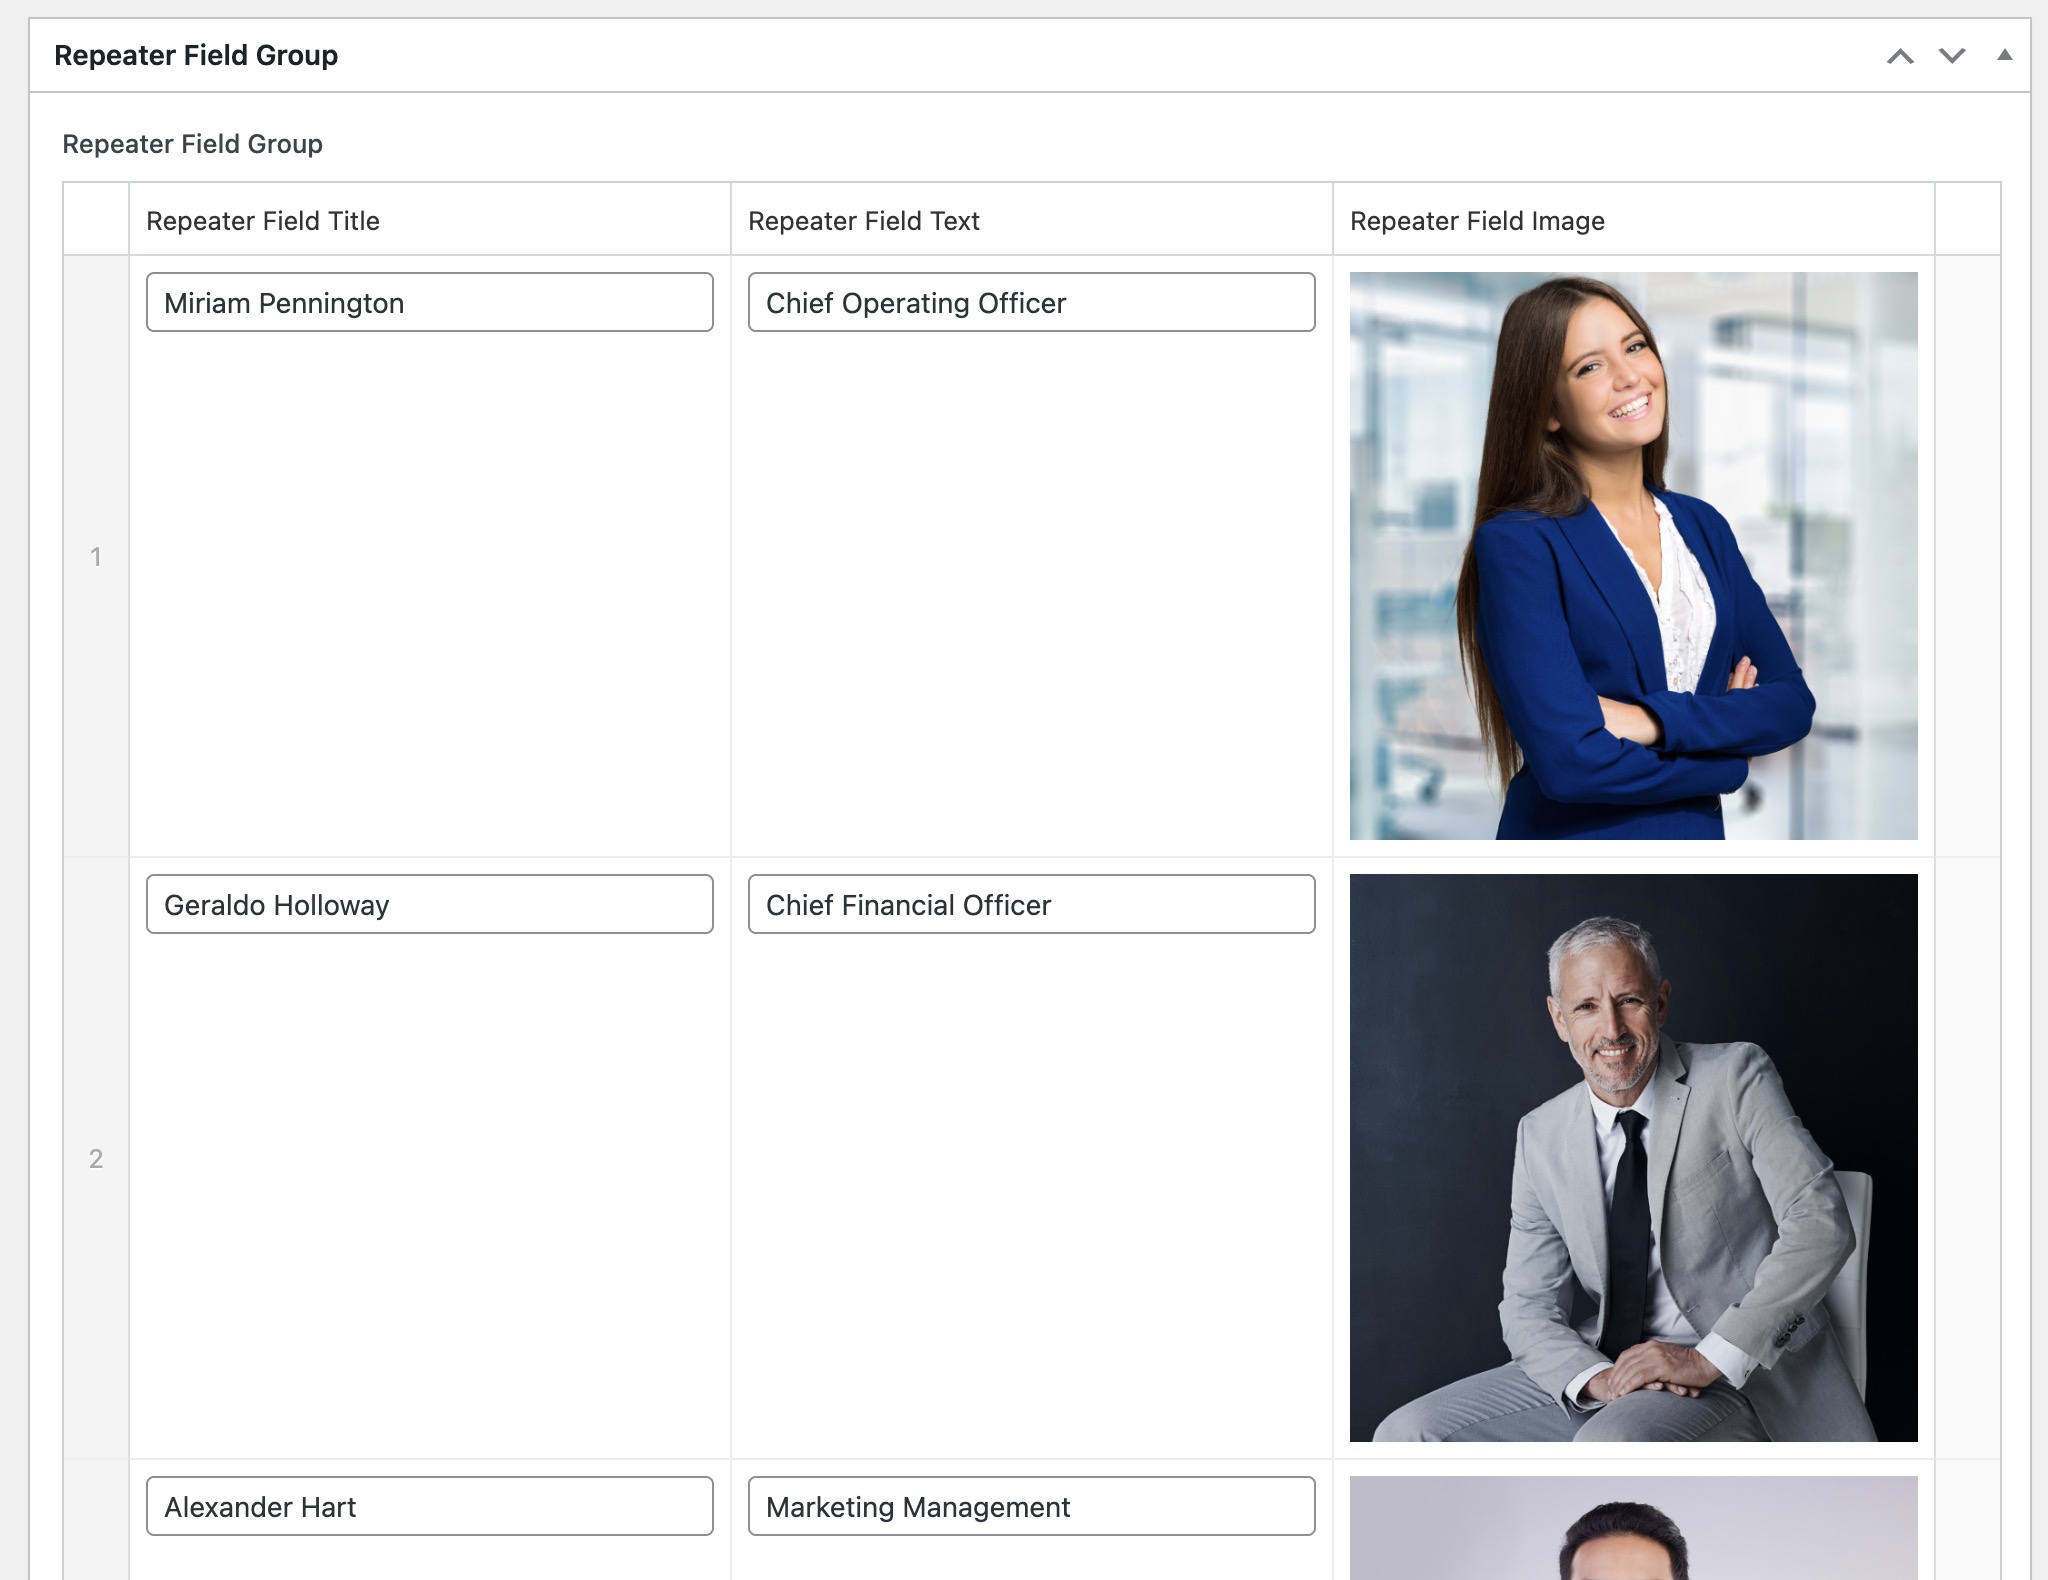 Repeater Field Group
Repeater Field Group
Repeater Field Title
Repeater Field Text
Repeater Field Image
1
Miriam Pennington
Chief Operating Officer
2
Geraldo Holloway
Chief Financial Officer
Alexander Hart
Marketing Management